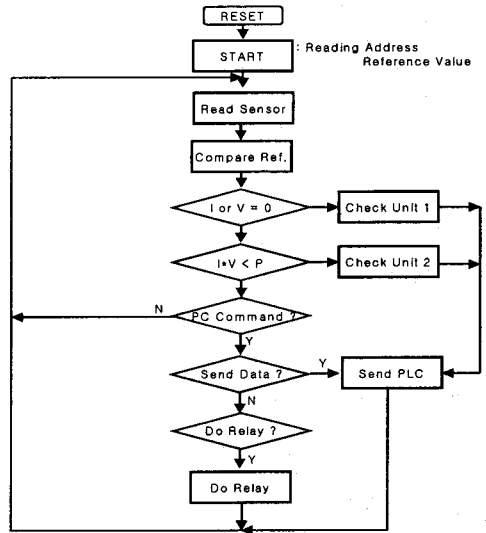 RESET
START
: Reading Address
Reference Value
Read Sensor
Compare Ref.
I or V = 0
Check Unit 1
I*V < P
Check Unit 2
N
PC Command ?
Y
Send Data ?
Y
Send PLC
N
Do Relay ?
Y
Do Relay